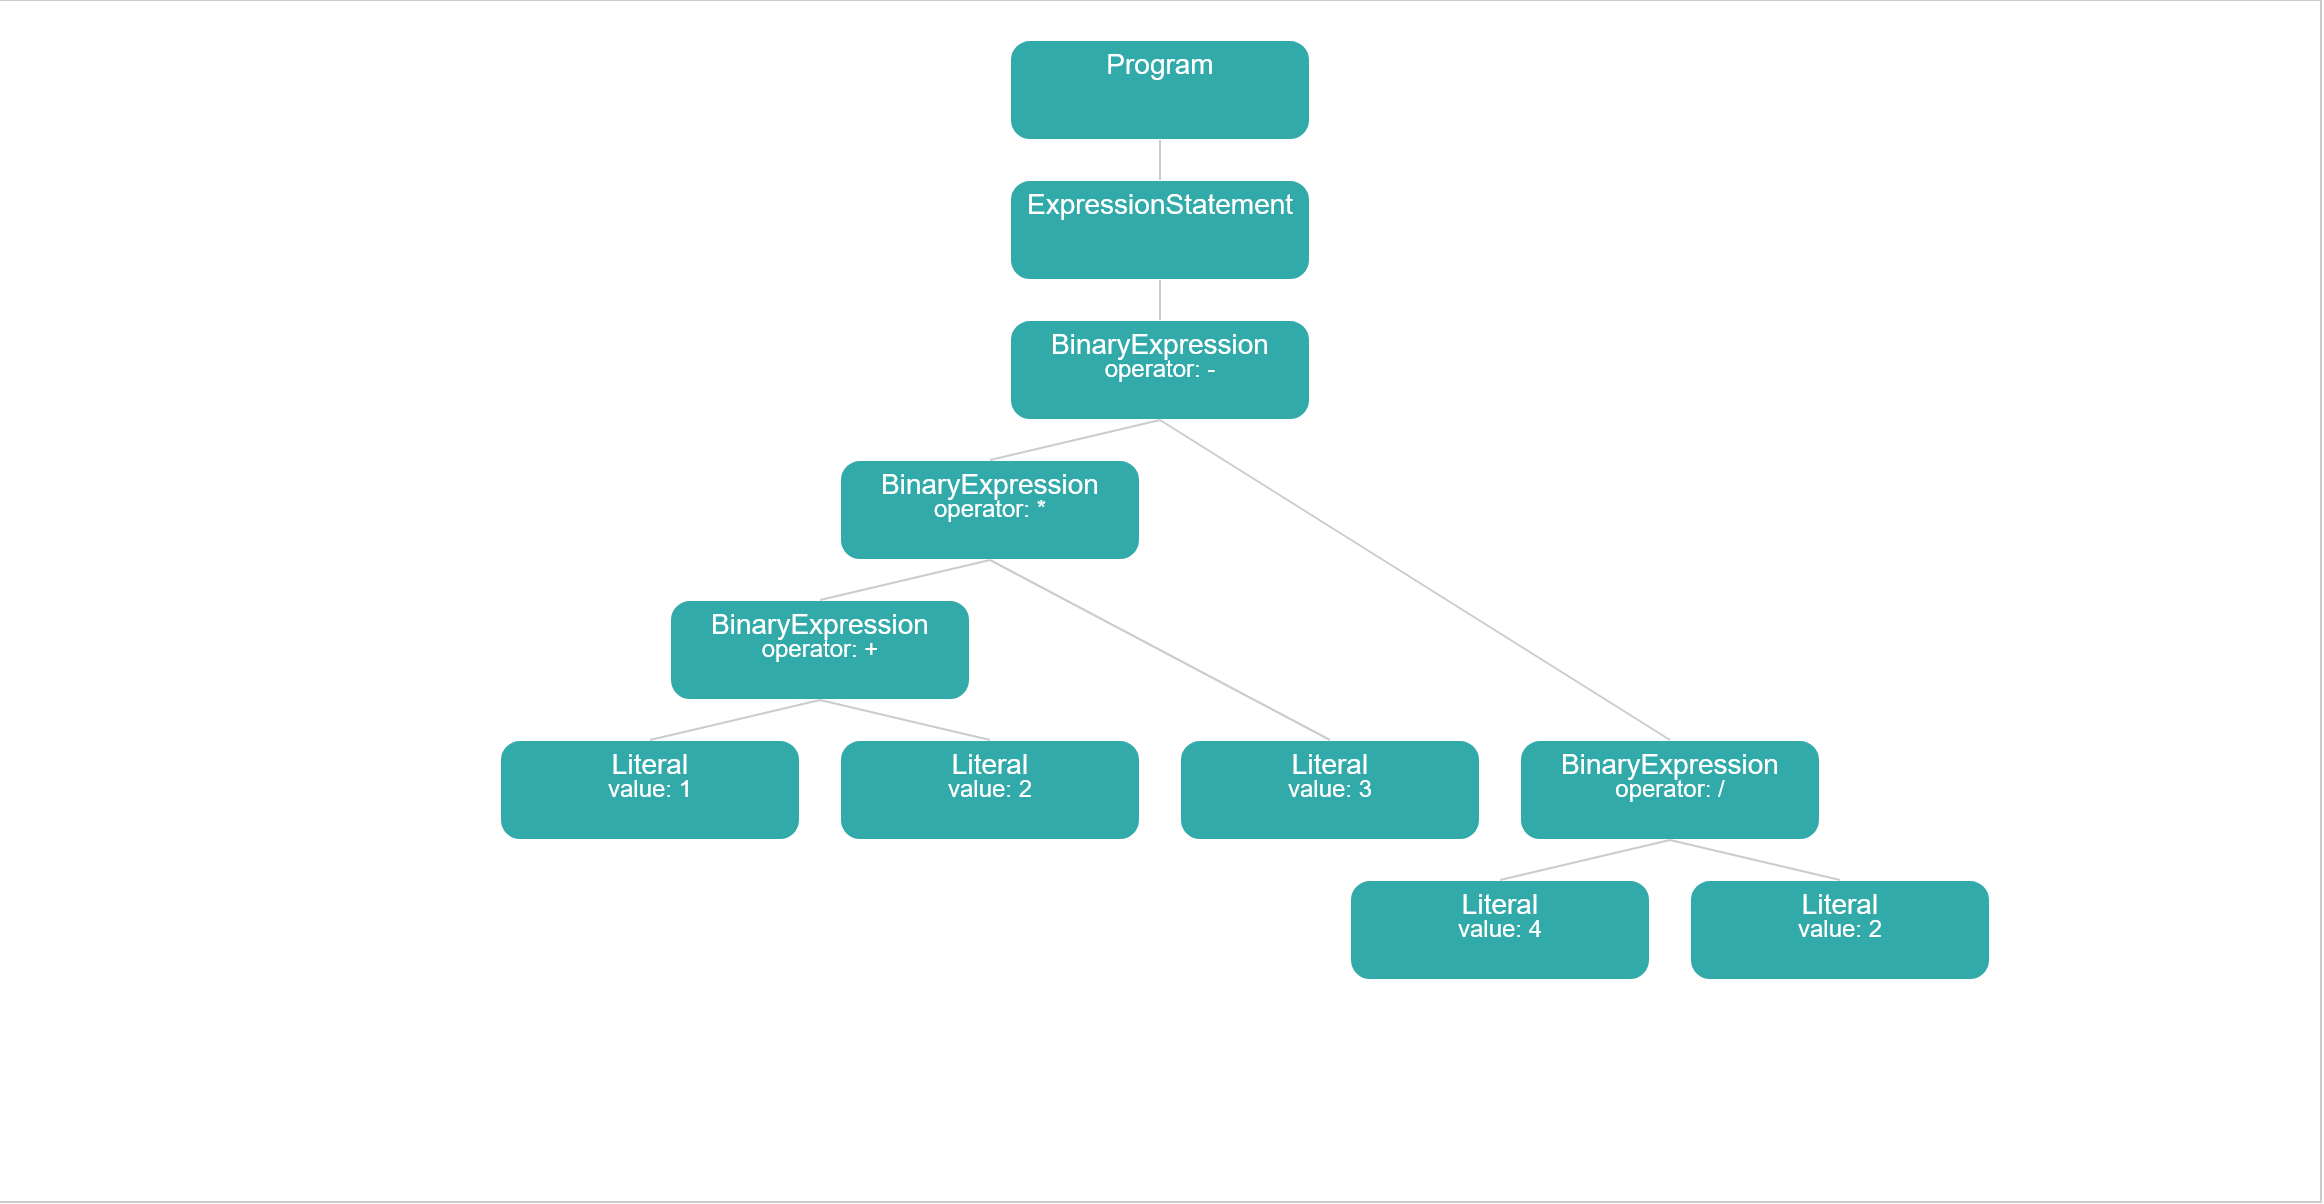 Program
ExpressionStatement
BinaryExpression
operator: -
BinaryExpression
operator: *
BinaryExpression
operator: +
Literal
value: 1
Literal
value: 2
Literal
value: 3
BinaryExpression
operator: /
Literal
value: 4
Literal
value: 2